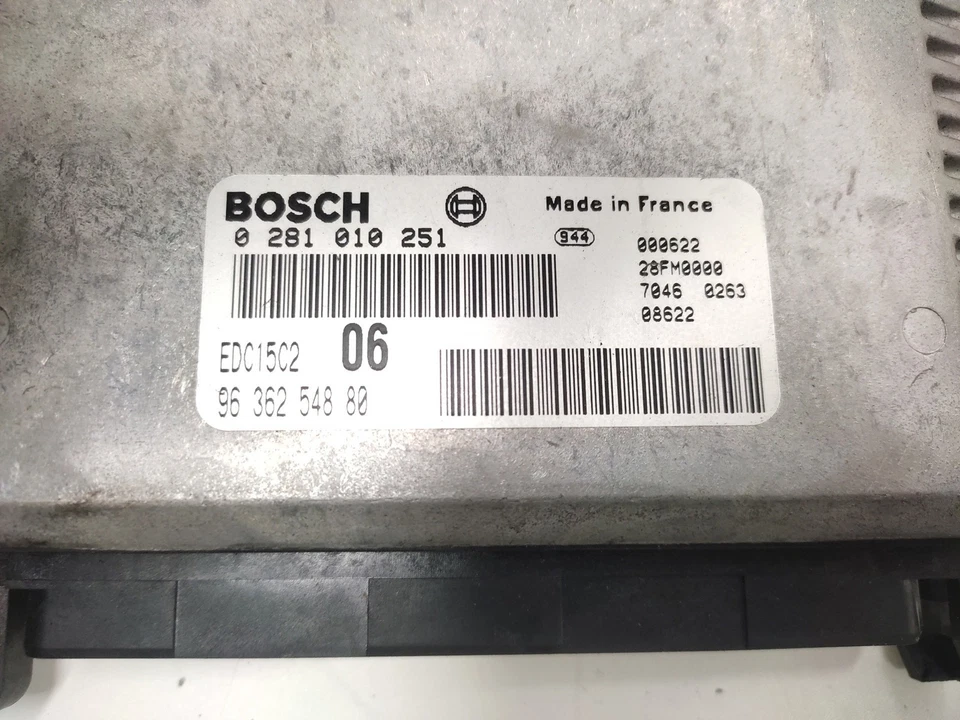 BOSCH
Made in France
0 281 010 251
944
000622
28FM0000
7046 0263
08622
EDC15C2 06
96 362 548 80